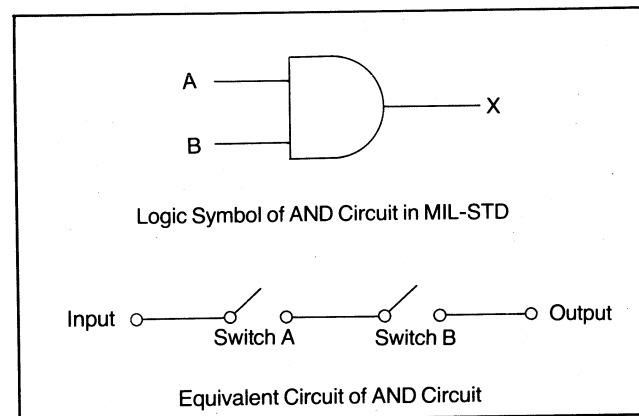 A
X
B
Logic Symbol of AND Circuit in MIL-STD
Input
Output
Switch A
Switch B
Equivalent Circuit of AND Circuit